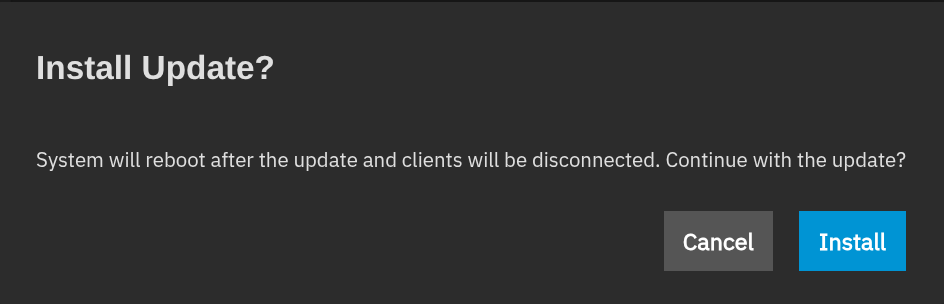 Install Update?
System will reboot after the update and clients will be disconnected. Continue with the update?
Cancel Install